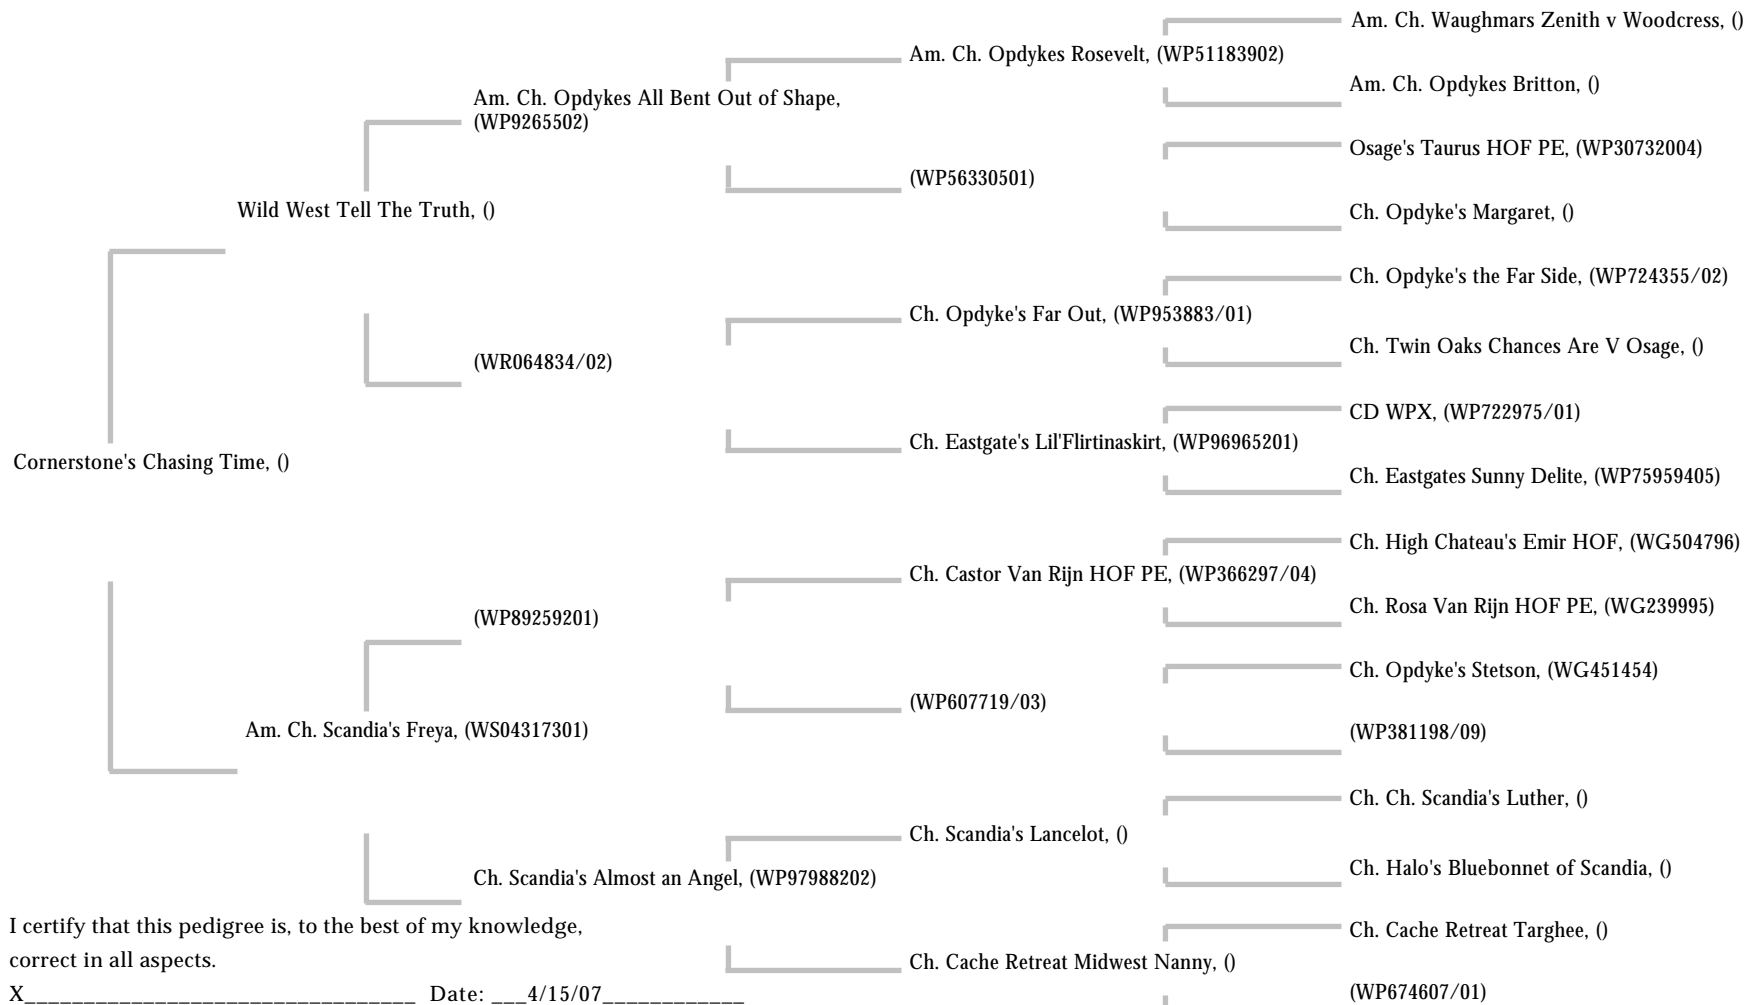 Am. Ch. Waughmars Zenith v Woodcress, ()
Am. Ch. Opdykes Rosevelt, (WP51183902)
Am. Ch. Opdykes Britton, ()
Am. Ch. Opdykes All Bent Out of Shape,
(WP9265502)
Osage's Taurus HOF PE, (WP30732004)
(WP56330501)
Ch. Opdyke's Margaret, ()
Wild West Tell The Truth, ()
Ch. Opdyke's the Far Side, (WP724355/02)
Ch. Opdyke's Far Out, (WP953883/01)
Ch. Twin Oaks Chances Are V Osage, ()
(WR064834/02)
CD WPX, (WP722975/01)
Ch. Eastgate's Lil'Flirtinaskirt, (WP96965201)
Ch. Eastgates Sunny Delite, (WP75959405)
Cornerstone's Chasing Time, ()
Ch. High Chateau's Emir HOF, (WG504796)
Ch. Castor Van Rijn HOF PE, (WP366297/04)
Ch. Rosa Van Rijn HOF PE, (WG239995)
(WP89259201)
Ch. Opdyke's Stetson, (WG451454)
(WP607719/03)
(WP381198/09)
Am. Ch. Scandia's Freya, (WS04317301)
Ch. Ch. Scandia's Luther, ()
Ch. Scandia's Lancelot, ()
Ch. Halo's Bluebonnet of Scandia, ()
Ch. Scandia's Almost an Angel, (WP97988202)
Ch. Cache Retreat Targhee, ()
Ch. Cache Retreat Midwest Nanny, ()
(WP674607/01)
I certify that this pedigree is, to the best of my knowledge,
correct in all aspects.
X_________________________________ Date: ___4/15/07____________